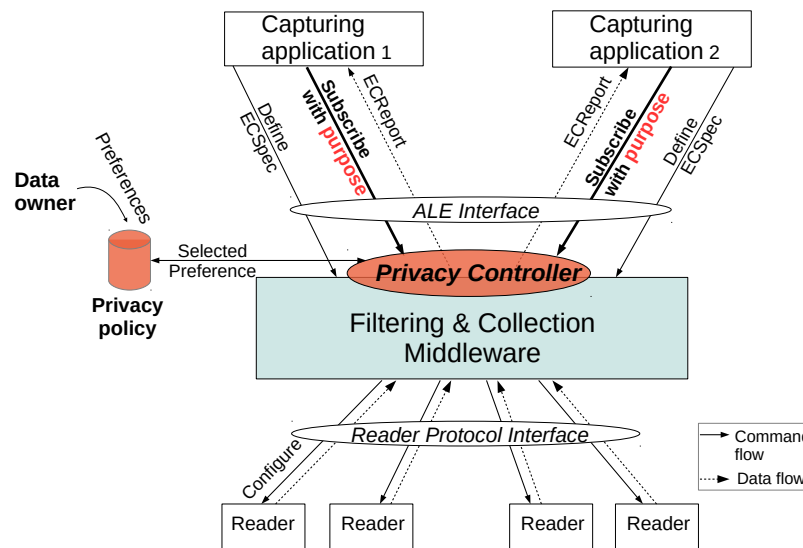 Capturing
application 1
Capturing
application 2
Define
ECSpec
Subscribe
with purpose
ECReport
ECReport
Subscribe
with purpose
Define
ECSpec
Preferences
Data
owner
ALE Interface
Selected
Preference
Privacy Controller
Privacy
policy
Filtering & Collection
Middleware
Reader Protocol Interface
Configure
Command
flow
Data flow
Reader
Reader
Reader
Reader